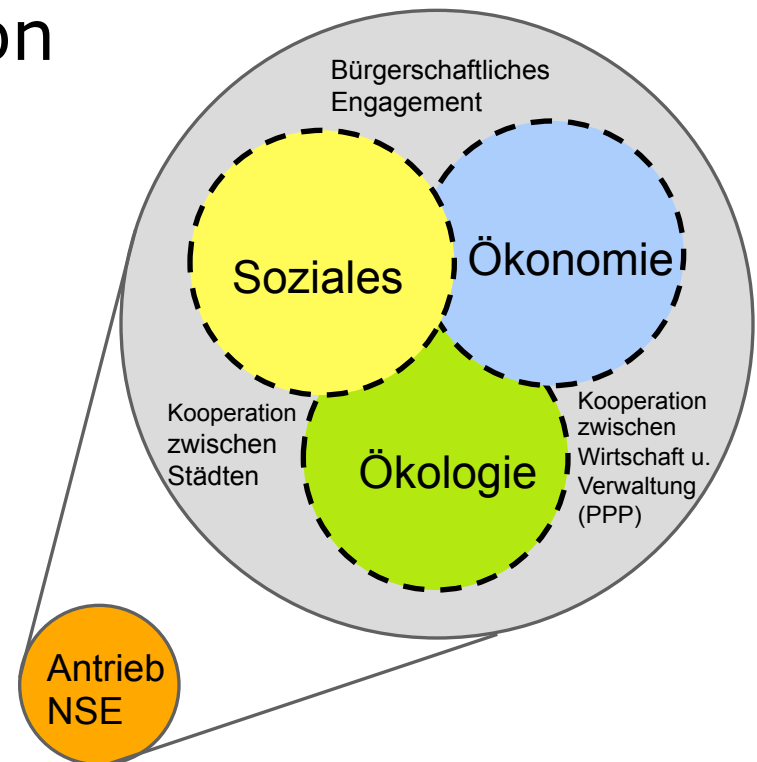 on
Bürgerschaftliches
Engagement
Soziales
Ökonomie
Kooperation
zwischen
Städten
Kooperation
zwischen
Wirtschaft u.
Verwaltung
(PPP)
Ökologie
Antrieb
NSE